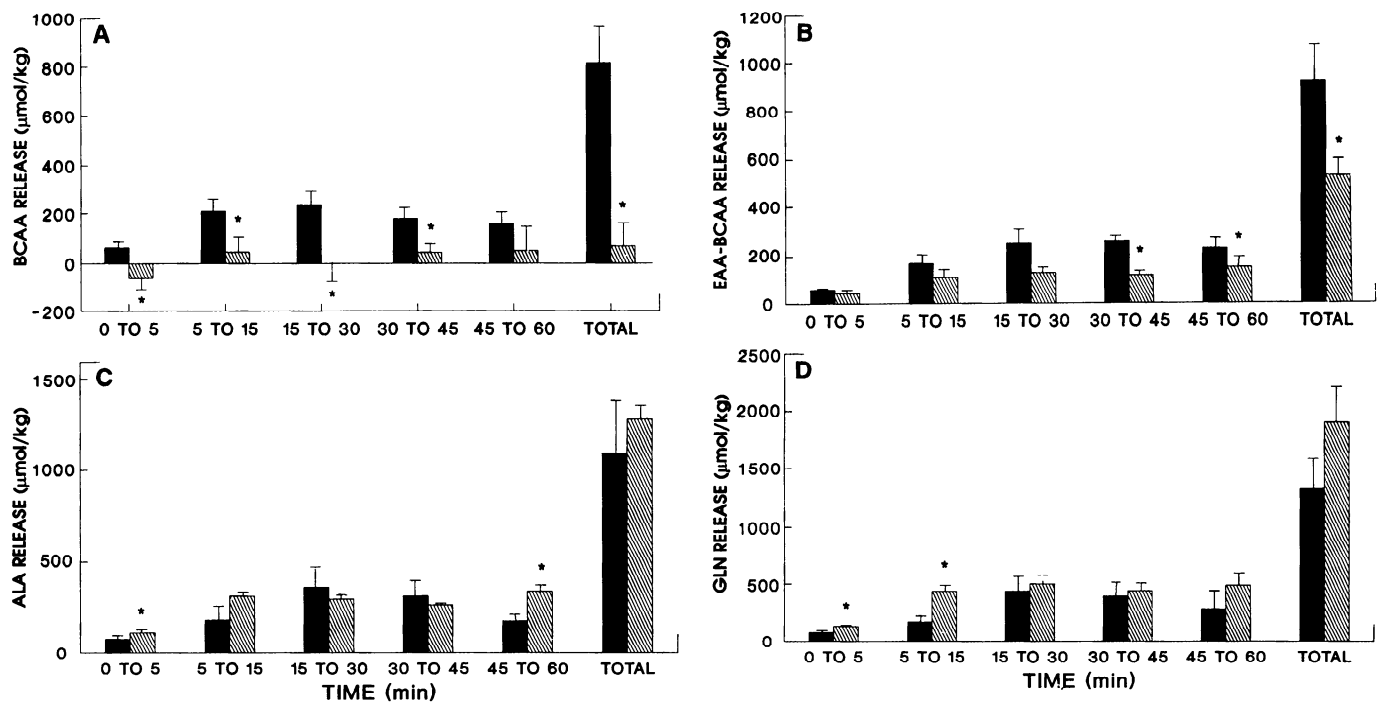 A
BCAA RELEASE (μmol/kg)
1000
800
600
400
200
0
-200
*
*
*
*
*
0 TO 5 5 TO 15 15 TO 30 30 TO 45 45 TO 60 TOTAL
B
EAA-BCAA RELEASE (μmol/kg)
1200
1000
800
600
400
200
0
*
*
*
0 TO 5 5 TO 15 15 TO 30 30 TO 45 45 TO 60 TOTAL
C
ALA RELEASE (μmol/kg)
1500
1000
500
0
*
*
0 TO 5 5 TO 15 15 TO 30 30 TO 45 45 TO 60 TOTAL
TIME (min)
D
GLN RELEASE (μmol/kg)
2500
2000
1500
1000
500
0
*
*
0 TO 5 5 TO 15 15 TO 30 30 TO 45 45 TO 60 TOTAL
TIME (min)